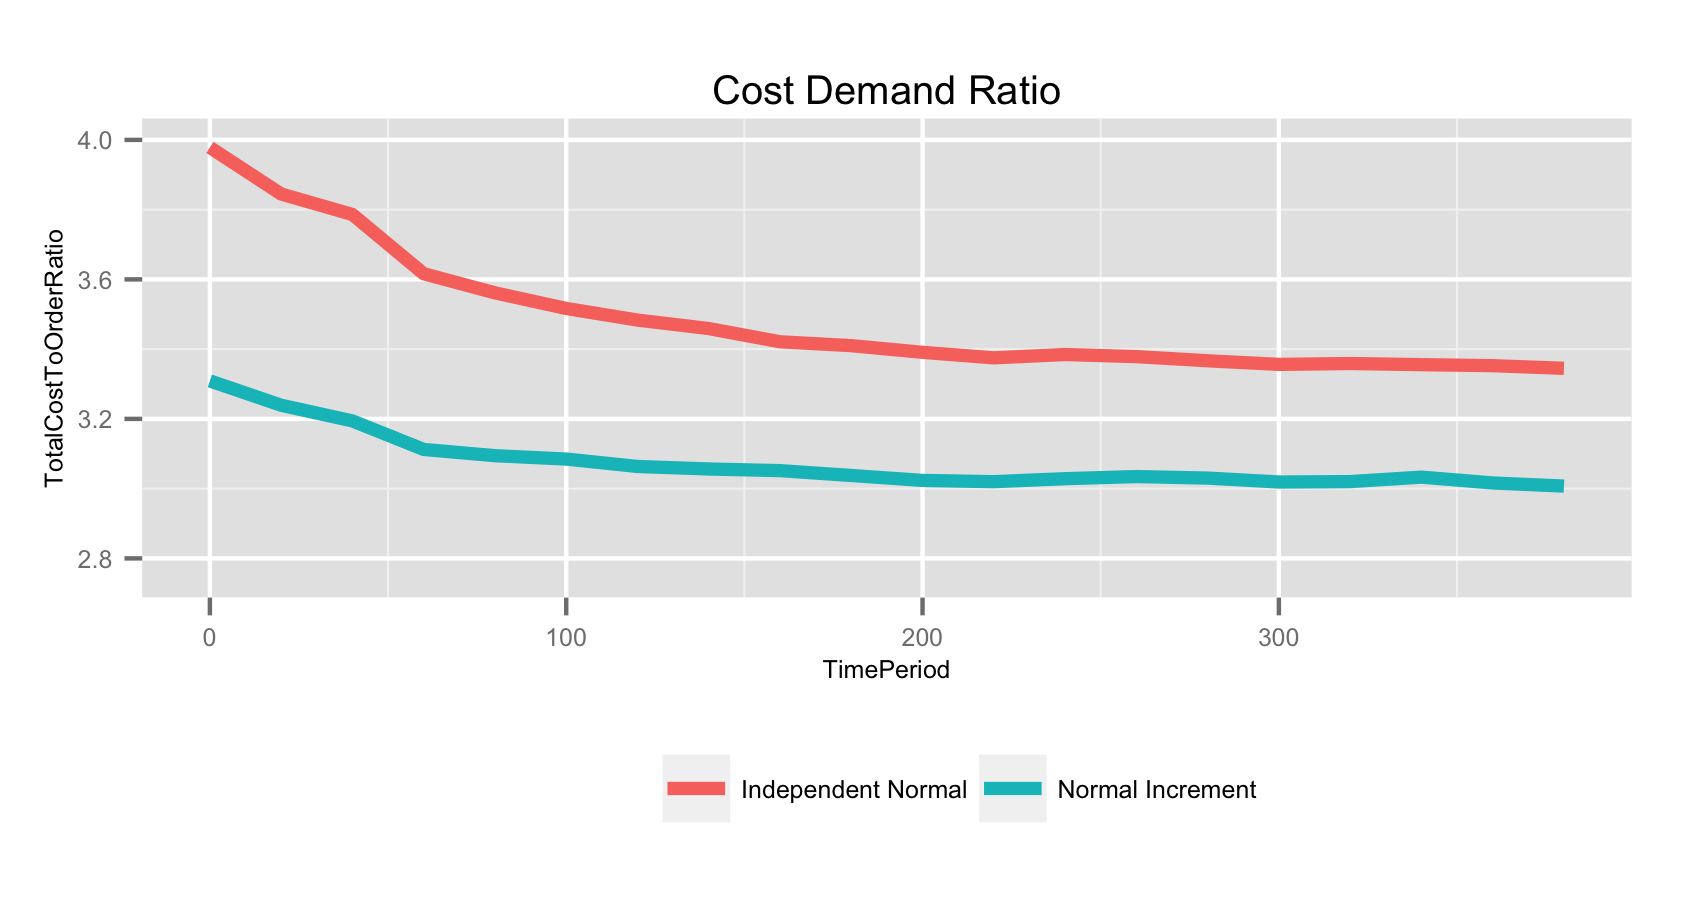 Cost Demand Ratio
TotalCostToOrderRatio
4.0
3.6
3.2
2.8
0 100 200 300
TimePeriod
Independent Normal Normal Increment